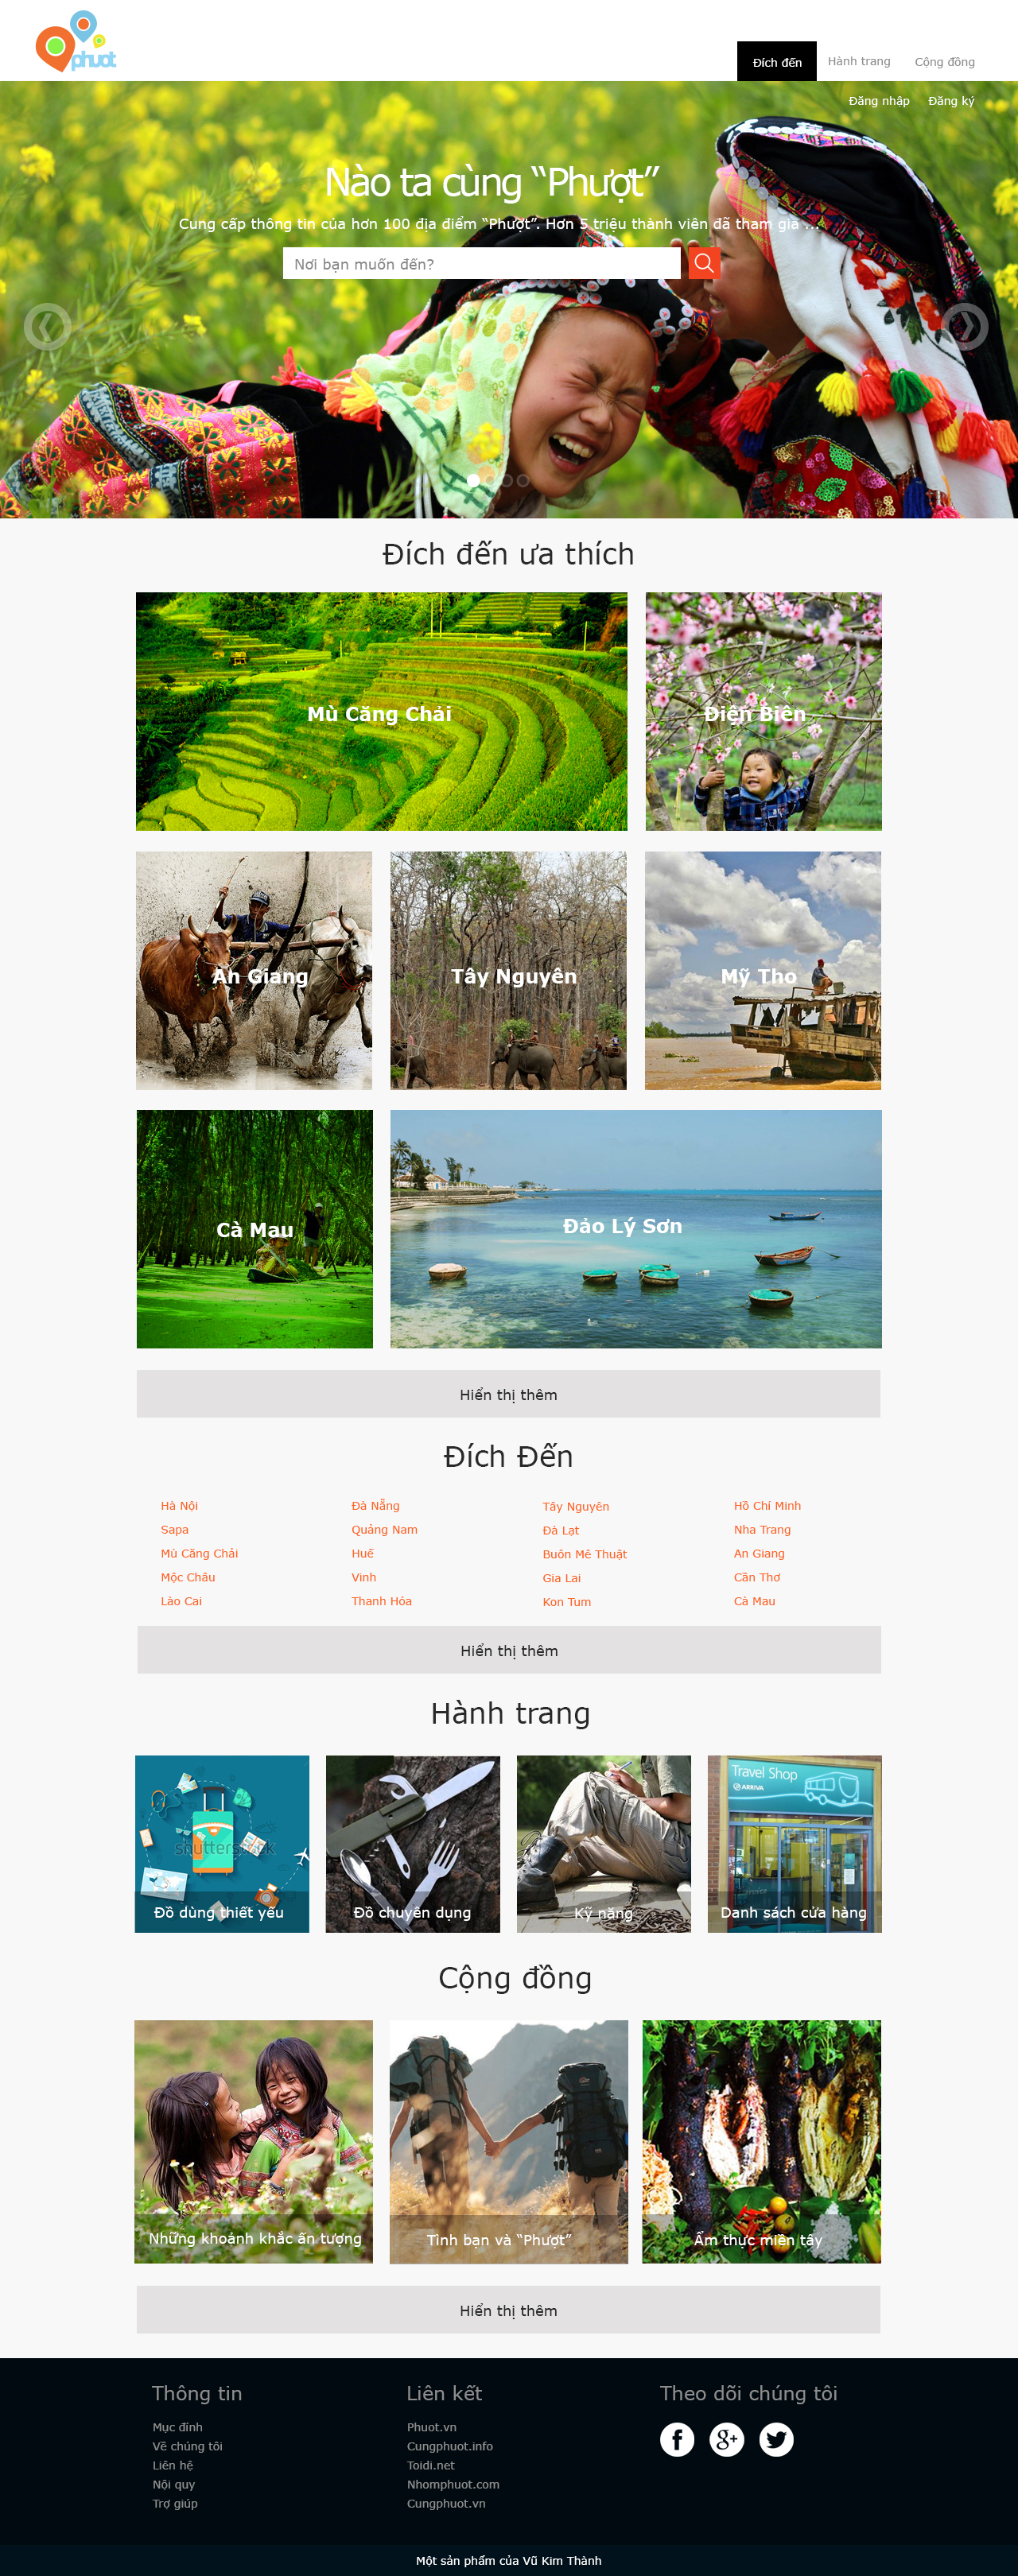 phuot
Đích đến
Hành trang
Cộng đồng
Đăng nhập
Đăng ký
Nào ta cùng “Phượt”
Cung cấp thông tin của hơn 100 địa điểm “Phượt”. Hơn 5 triệu thành viên đã tham gia ...
Nơi bạn muốn đến?
Đích đến ưa thích
Mù Căng Chải
Điện Biên
An Giang
Tây Nguyên
Mỹ Tho
Cà Mau
Đảo Lý Sơn
Hiển thị thêm
Đích Đến
Hà Nội
Sapa
Mù Căng Chải
Mộc Châu
Lào Cai
Đà Nẵng
Quảng Nam
Huế
Vinh
Thanh Hóa
Tây Nguyên
Đà Lạt
Buôn Mê Thuật
Gia Lai
Kon Tum
Hồ Chí Minh
Nha Trang
An Giang
Cần Thơ
Cà Mau
Hiển thị thêm
Hành trang
shutterstock
Đồ dùng thiết yếu
Đồ chuyên dụng
Kỹ năng
Travel Shop
ARRIVA
Danh sách cửa hàng
Cộng đồng
Những khoảnh khắc ấn tượng
Tình bạn và “Phượt”
Ẩm thực miền tây
Hiển thị thêm
Thông tin
Mục đính
Về chúng tôi
Liên hệ
Nội quy
Trợ giúp
Liên kết
Phuot.vn
Cungphuot.info
Toidi.net
Nhomphuot.com
Cungphuot.vn
Theo dõi chúng tôi
Một sản phẩm của Vũ Kim Thành